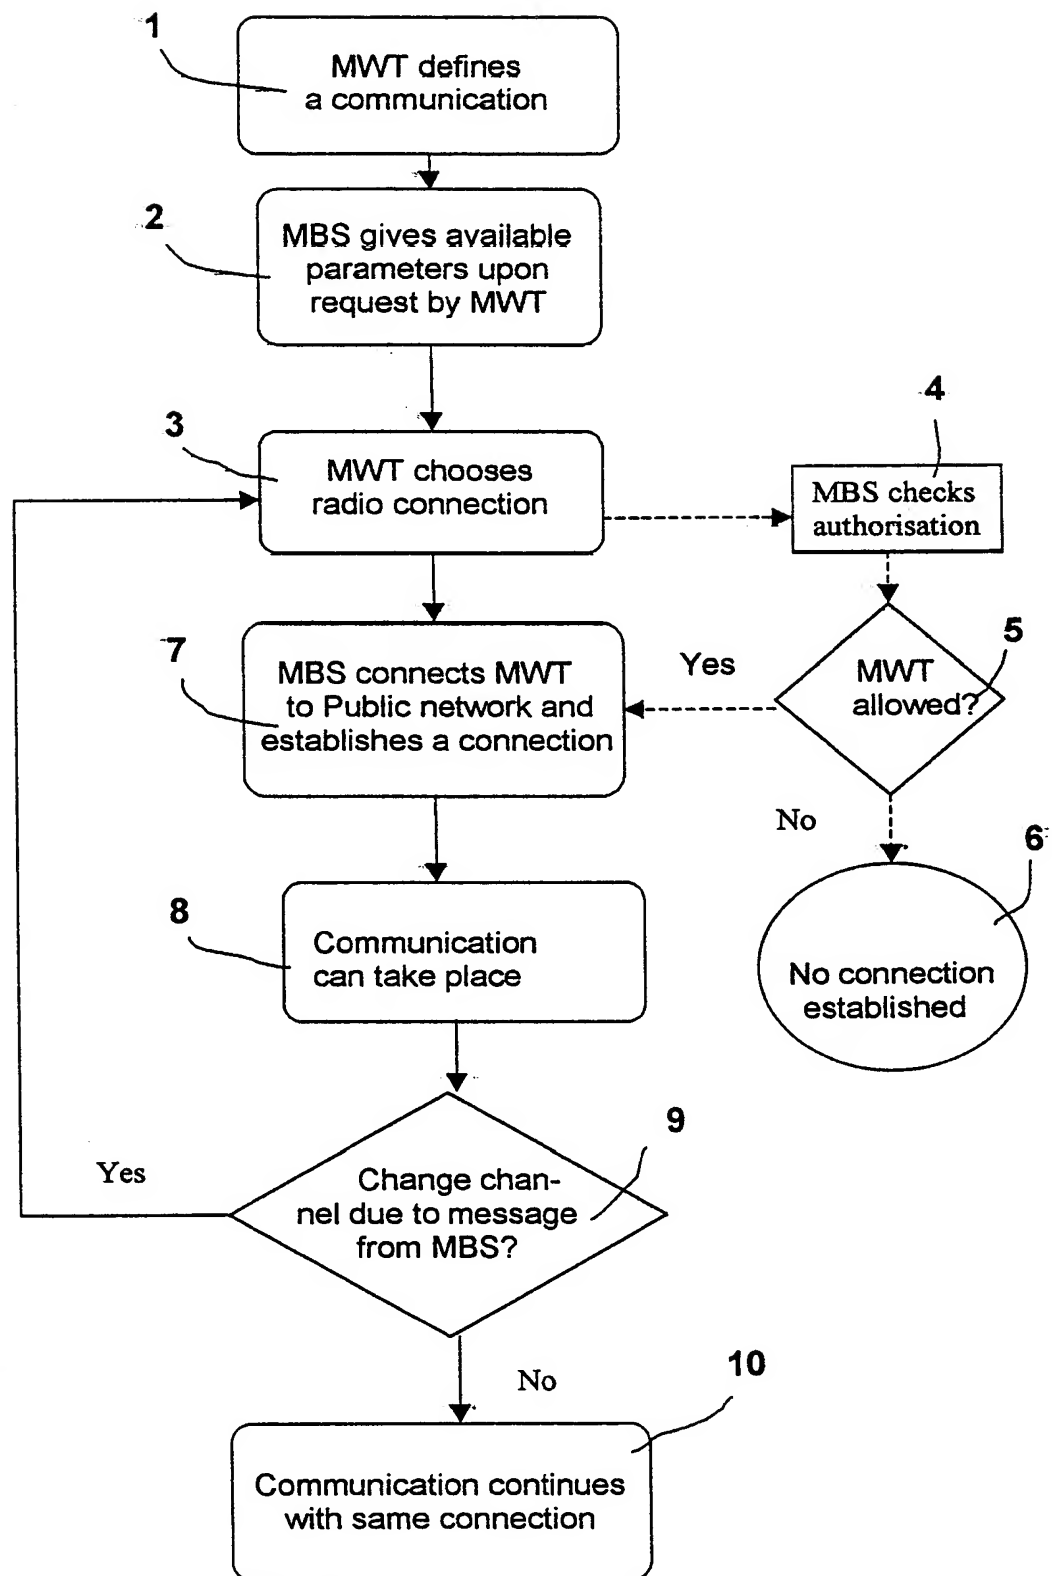 1
MWT defines
a communication
2
MBS gives available
parameters upon
request by MWT
3
MWT chooses
radio connection
4
MBS checks
authorisation
5
MWT
allowed?
Yes
No
6
No connection
established
7
MBS connects MWT
to Public network and
establishes a connection
8
Communication
can take place
9
Change chan-
nel due to message
from MBS?
Yes
No
10
Communication continues
with same connection